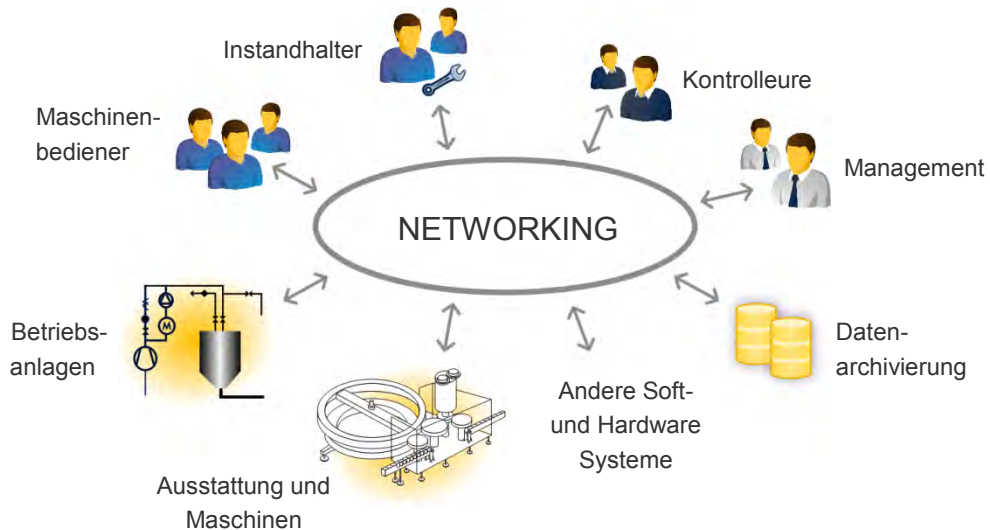 Instandhalter
Kontrolleure
Maschinen-
bediener
Management
NETWORKING
Betriebs-
anlagen
M
Daten-
archivierung
Andere Soft-
und Hardware
Systeme
Ausstattung und
Maschinen